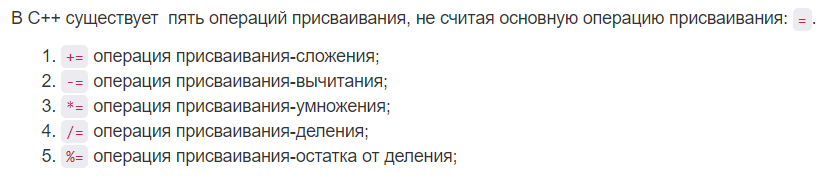 В C++ существует пять операций присваивания, не считая основную операцию присваивания: =.
1. += операция присваивания-сложения;
2. -= операция присваивания-вычитания;
3. *= операция присваивания-умножения;
4. /= операция присваивания-деления;
5. %= операция присваивания-остатка от деления;